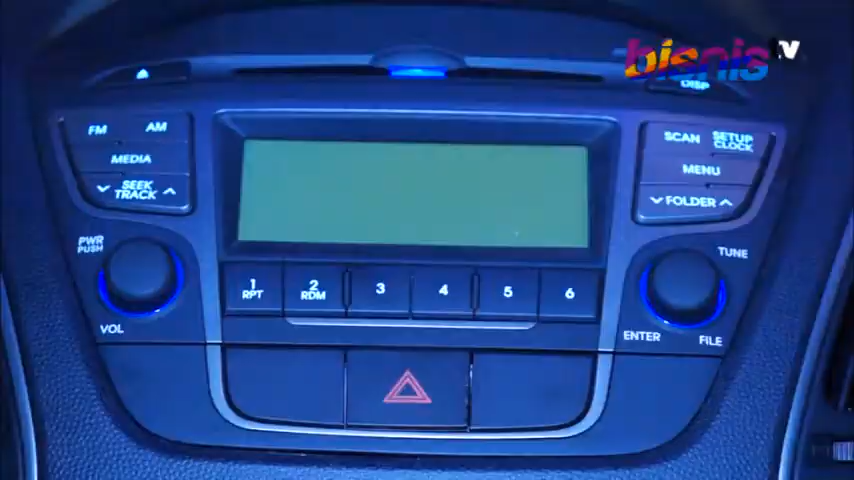 bisnis tv
DISP
FM AM
MEDIA
SEEK
TRACK
PWR
PUSH
VOL
1
RPT
2
RDM
3
4
5
6
SCAN SETUP
CLOCK
MENU
FOLDER
TUNE
ENTER
FILE